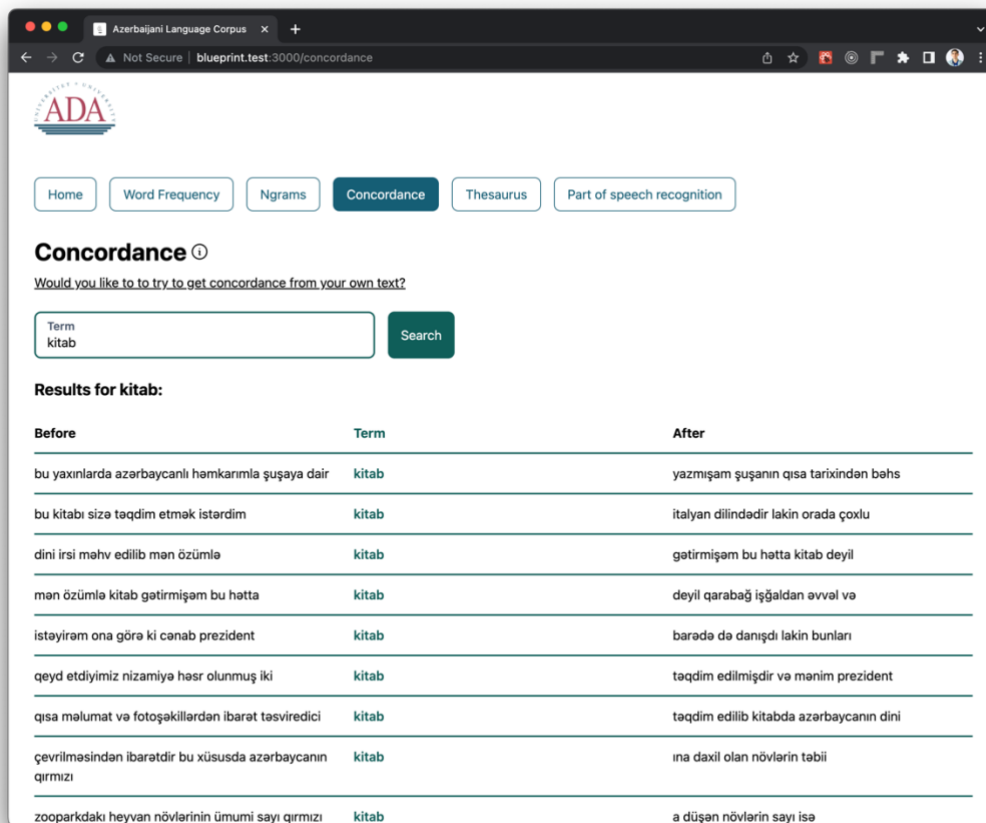 Azerbaijani Language Corpus
Not Secure | blueprint.test:3000/concordance
ADA
Home Word Frequency Ngrams Concordance Thesaurus Part of speech recognition
Concordance
Would you like to to try to get concordance from your own text?
Term
kitab
Search
Results for kitab:
Before Term After
bu yaxınlarda azərbaycanlı həmkarımla şuşaya dair kitab yazmışam şuşanın qısa tarixindən bəhs
bu kitabı sizə təqdim etmək istərdim kitab italyan dilindədir lakin orada çoxlu
dini irsi məhv edilib mən özümlə kitab gətirmişəm bu hətta kitab deyil
mən özümlə kitab gətirmişəm bu hətta kitab deyil qarabağ işğaldan əvvəl və
istəyirəm ona görə ki cənab prezident kitab barədə də danışdı lakin bunları
qeyd etdiyimiz nizamiyə həsr olunmuş iki kitab təqdim edilmişdir və mənim prezident
qısa məlumat və fotoşəkillərdən ibarət təsviredici kitab təqdim edilib kitabda azərbaycanın dini
çevrilməsindən ibarətdir bu xüsusda azərbaycanın kitab ına daxil olan növlərin təbii
qırmızı
zooparkdakı heyvan növlərinin ümumi sayı qırmızı kitab a düşən növlərin sayı isə